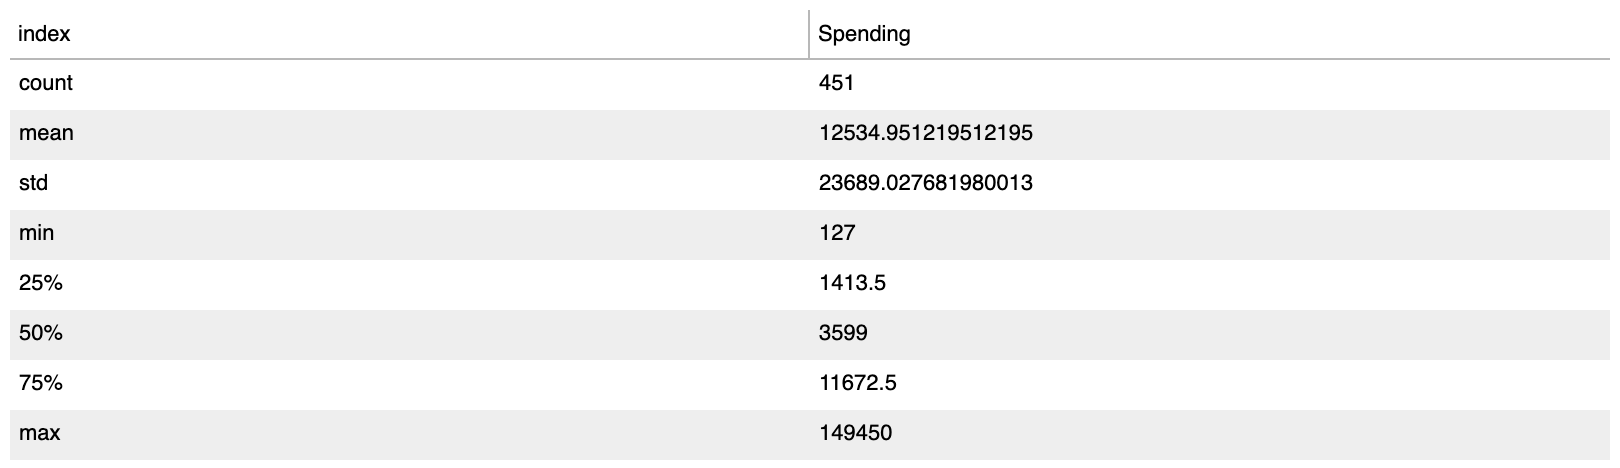 index Spending
count 451
mean 12534.951219512195
std 23689.027681980013
min 127
25% 1413.5
50% 3599
75% 11672.5
max 149450